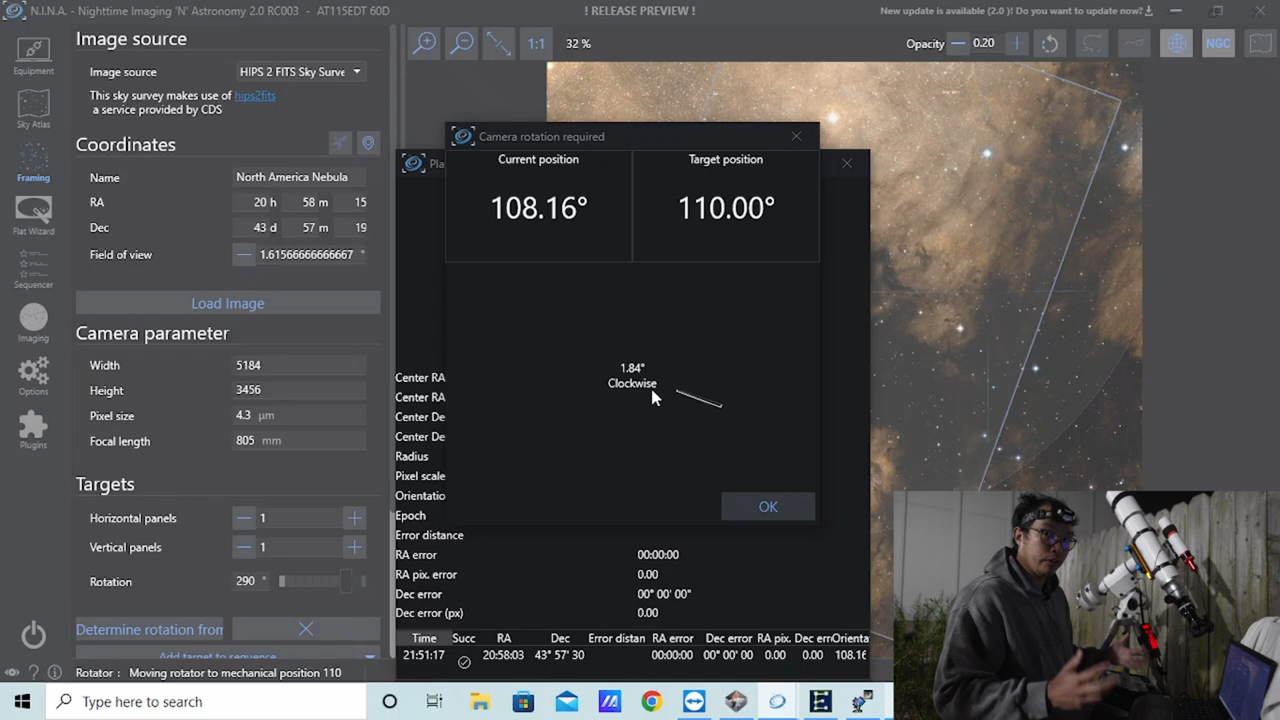 N.I.N.A. - Nighttime Imaging 'N' Astronomy 2.0 RC003 - AT115EDT 60D
! RELEASE PREVIEW !
New update is available (2.0 )! Do you want to update now?
Equipment
Sky Atlas
Framing
Flat Wizard
Sequencer
Imaging
Options
Plugins
Image source
Image source HIPS 2 FITS Sky Surve
This sky survey makes use of hips2fits
a service provided by CDS
Coordinates
Name North America Nebula
RA 20 h 58 m 15
Dec 43 d 57 m 19
Field of view 1.61566666666667 °
Load Image
Camera parameter
Width 5184
Height 3456
Pixel size 4.3 μm
Focal length 805 mm
Targets
Horizontal panels 1
Vertical panels 1
Rotation 290 °
Determine rotation from
Add target to sequence
Rotator : Moving rotator to mechanical position 110
1:1 32 %
Opacity 0.20
NGC
Pla
Camera rotation required
Current position Target position
108.16° 110.00°
1.84°
Clockwise
OK
Center RA
Center RA
Center De
Center De
Radius
Pixel scale
Orientatio
Epoch
Error distance
RA error 00:00:00
RA pix. error 0.00
Dec error 00° 00' 00"
Dec error (px) 0.00
Time Succ RA Dec Error distan RA error Dec error RA pix. Dec erro Orienta
21:51:17 20:58:03 43° 57' 30 00:00:00 00° 00' 00 0.00 0.00 108.16
Type here to search